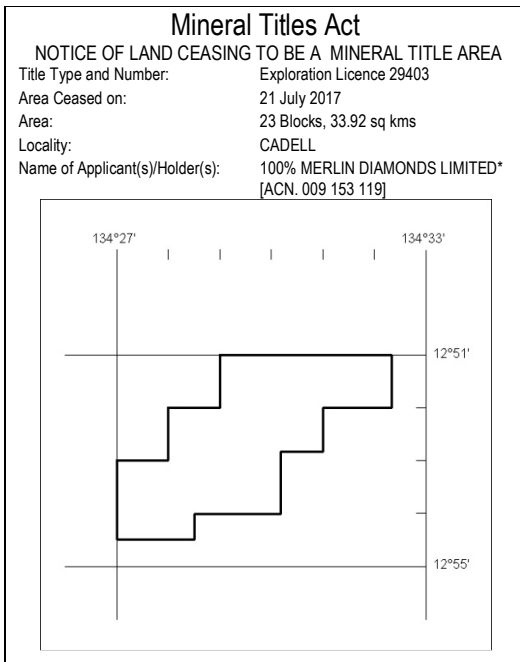 Mineral Titles Act
NOTICE OF LAND CEASING TO BE A MINERAL TITLE AREA
Title Type and Number: Exploration Licence 29403
Area Ceased on: 21 July 2017
Area: 23 Blocks, 33.92 sq kms
Locality: CADELL
Name of Applicant(s)/Holder(s): 100% MERLIN DIAMONDS LIMITED*
[ACN. 009 153 119]
134°27' 134°33'
12°51'
12°55'